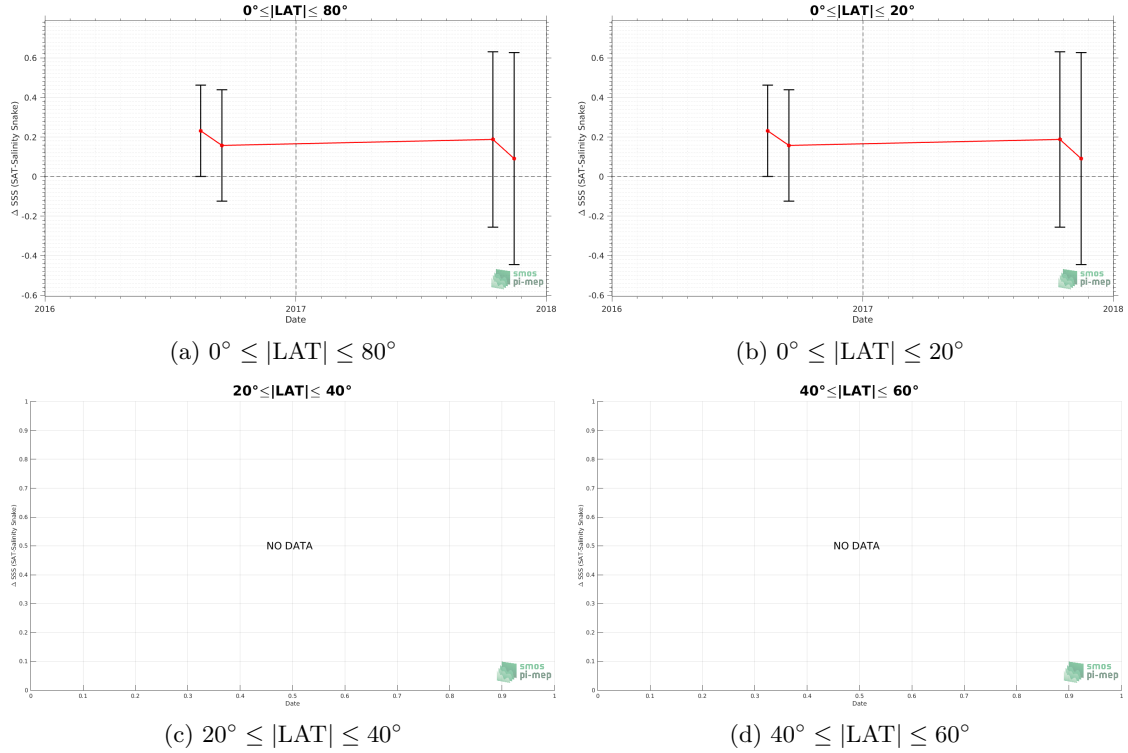 0°≤|LAT|≤ 80°
Δ SSS (SAT-Salinity Snake)
0.6
0.4
0.2
0
-0.2
-0.4
-0.6
2016
2017
2018
Date
smos
pi-mep
(a) 0° ≤ |LAT| ≤ 80°
0°≤|LAT|≤ 20°
Δ SSS (SAT-Salinity Snake)
0.6
0.4
0.2
0
-0.2
-0.4
-0.6
2016
2017
2018
Date
smos
pi-mep
(b) 0° ≤ |LAT| ≤ 20°
20°≤|LAT|≤ 40°
Δ SSS (SAT-Salinity Snake)
1
0.9
0.8
0.7
0.6
0.5
0.4
0.3
0.2
0.1
0
NO DATA
0 0.1 0.2 0.3 0.4 0.5 0.6 0.7 0.8 0.9 1
Date
smos
pi-mep
(c) 20° ≤ |LAT| ≤ 40°
40°≤|LAT|≤ 60°
Δ SSS (SAT-Salinity Snake)
1
0.9
0.8
0.7
0.6
0.5
0.4
0.3
0.2
0.1
0
NO DATA
0 0.1 0.2 0.3 0.4 0.5 0.6 0.7 0.8 0.9 1
Date
smos
pi-mep
(d) 40° ≤ |LAT| ≤ 60°